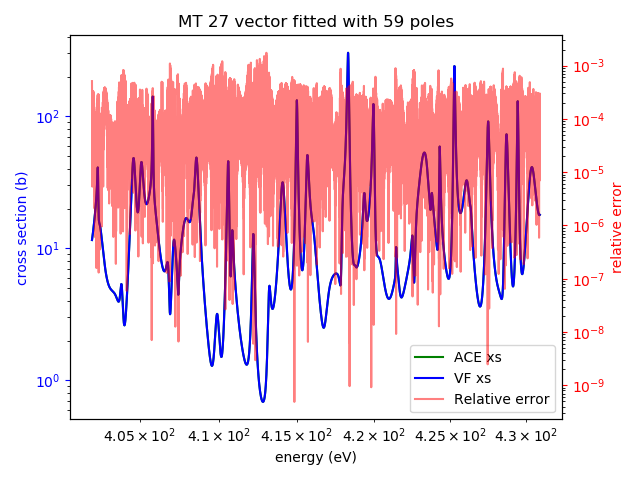 MT 27 vector fitted with 59 poles
cross section (b)
10²
10¹
10⁰
10⁻³
10⁻⁴
10⁻⁵
10⁻⁶
10⁻⁷
10⁻⁸
10⁻⁹
relative error
ACE xs
VF xs
Relative error
4.05 × 10² 4.1 × 10² 4.15 × 10² 4.2 × 10² 4.25 × 10² 4.3 × 10²
energy (eV)